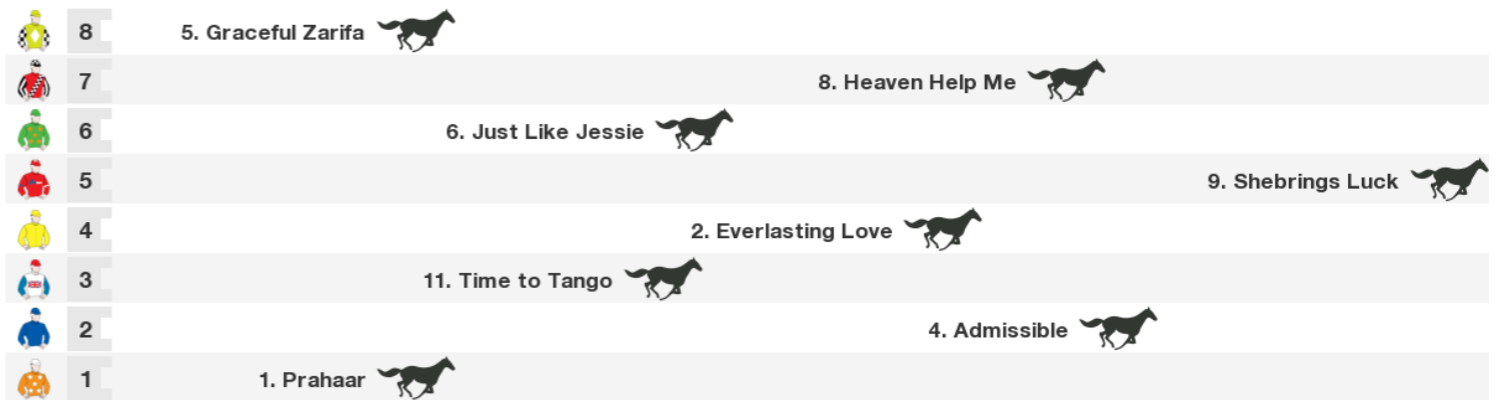 8 5. Graceful Zarifa
7 8. Heaven Help Me
6 6. Just Like Jessie
5 9. Shebrings Luck
4 2. Everlasting Love
3 11. Time to Tango
2 4. Admissible
1 1. Prahaar